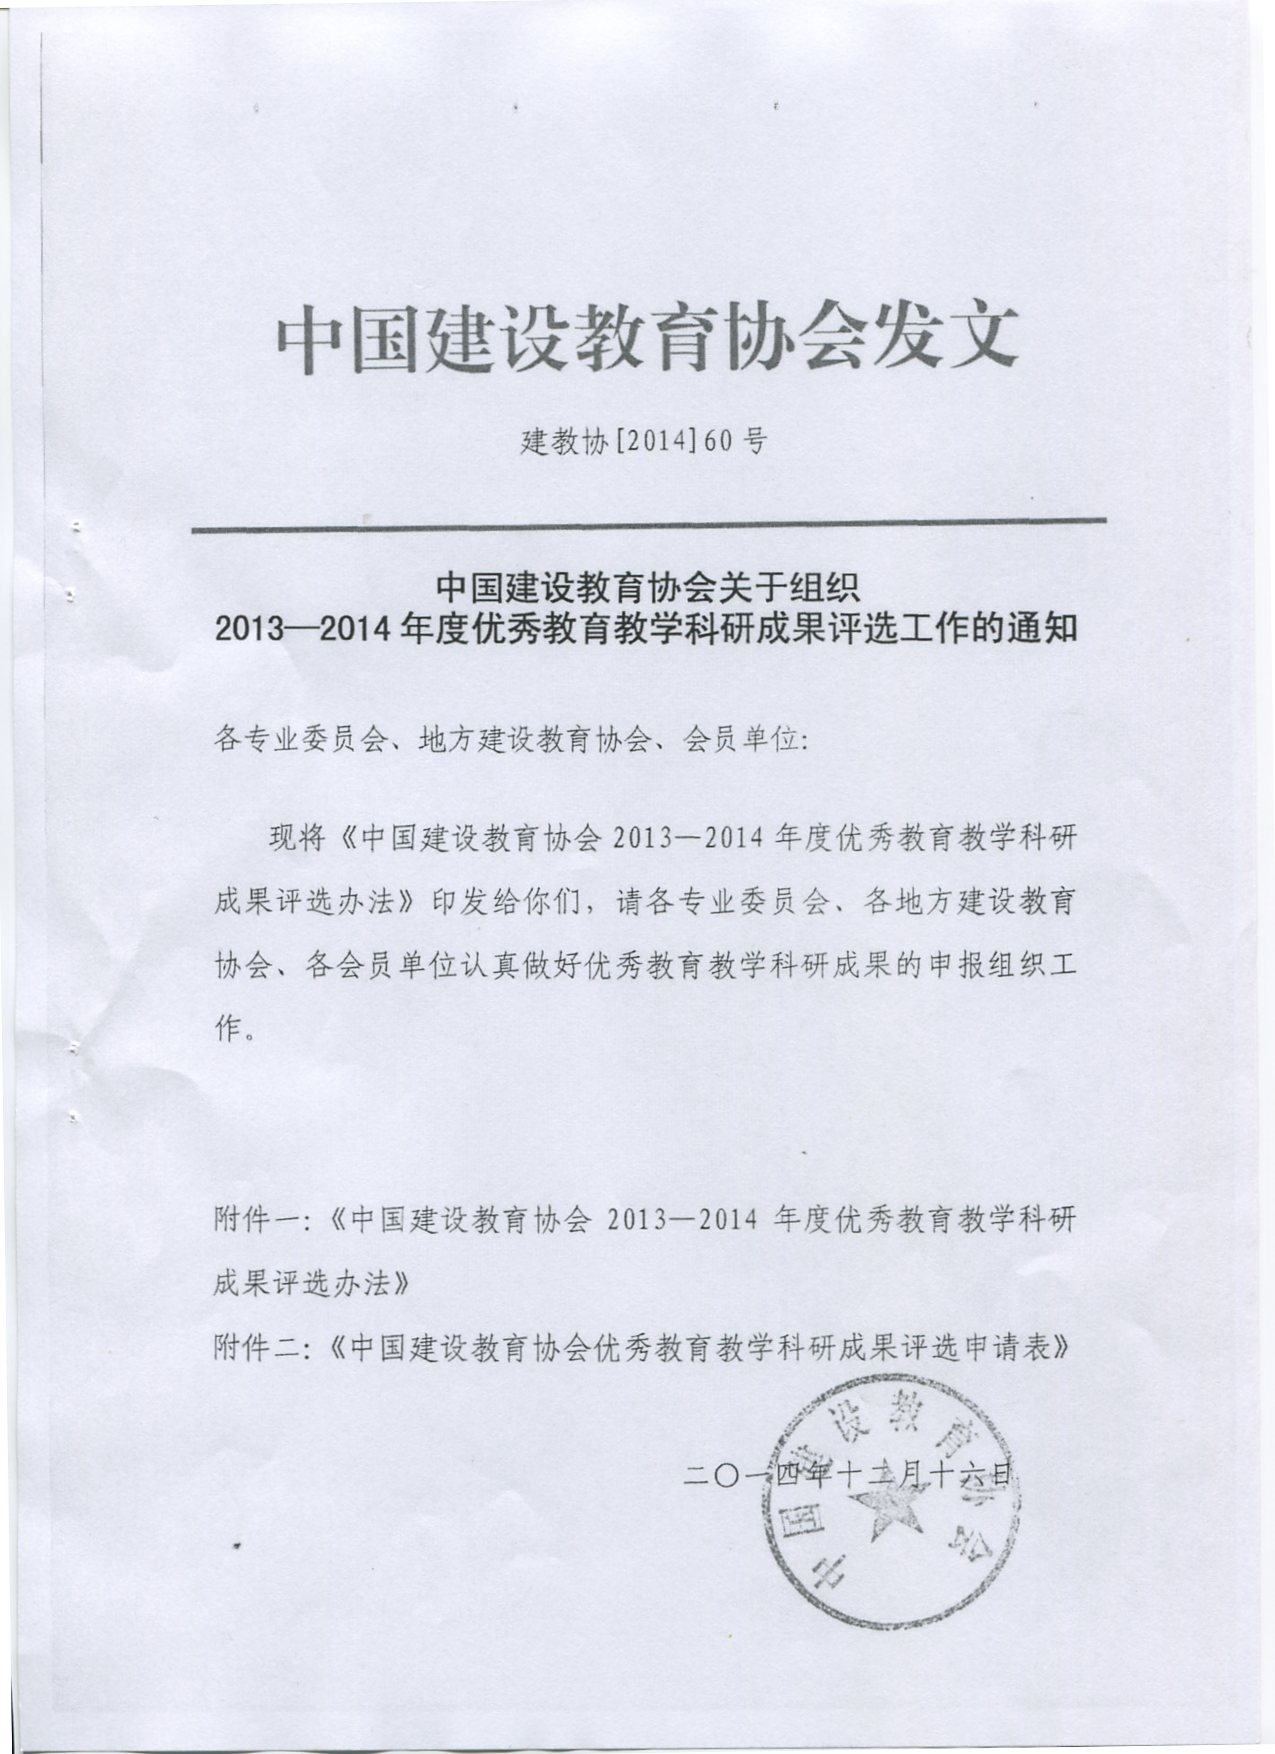 中国建设教育协会发文
建教协[2014]60号
中国建设教育协会关于组织
2013—2014年度优秀教育教学科研成果评选工作的通知
各专业委员会、地方建设教育协会、会员单位:
现将《中国建设教育协会2013—2014年度优秀教育教学科研
成果评选办法》印发给你们，请各专业委员会、各地方建设教育
协会、各会员单位认真做好优秀教育教学科研成果的申报组织工
作。
附件一:《中国建设教育协会 2013—2014 年度优秀教育教学科研
成果评选办法》
附件二:《中国建设教育协会优秀教育教学科研成果评选申请表》
二〇一四年十二月十六日
中国建设教育协会